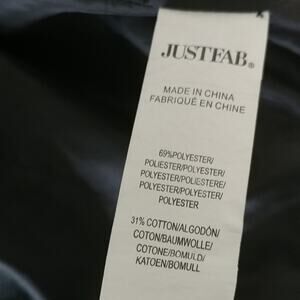 JUSTFAB®
MADE IN CHINA
FABRIQUÉ EN CHINE
69%POLYESTER/
POLIESTER/POLYESTER/
POLYESTER/POLIESTERE/
POLYESTER/POLYESTER/
POLYESTER
31% COTTON/ALGODÓN/
COTON/BAUMWOLLE/
COTONE/BOMULD/
KATOEN/BOMULL